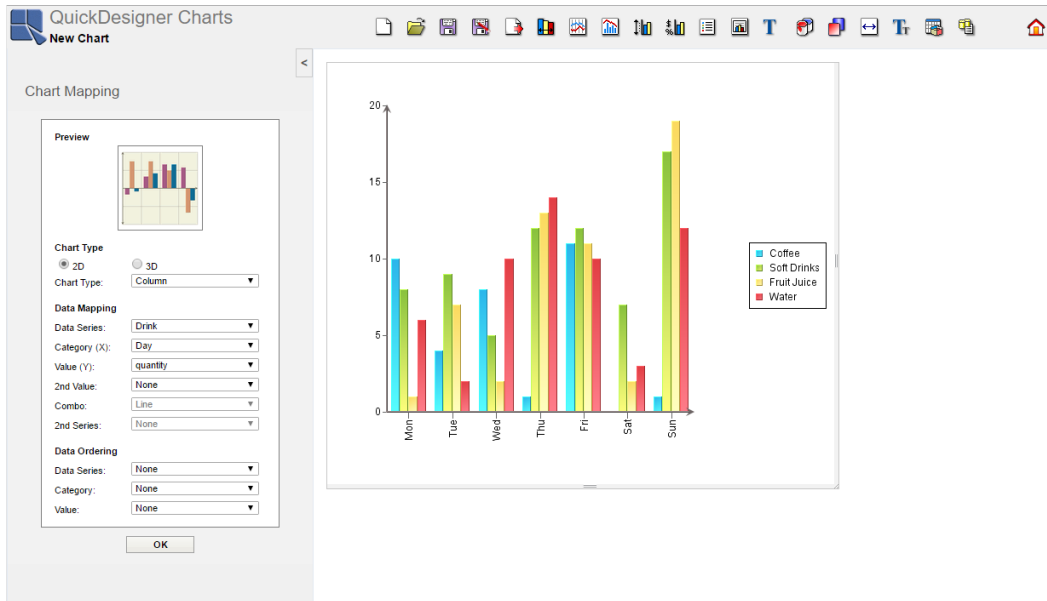 QuickDesigner Charts
New Chart
<
Chart Mapping
Preview
Chart Type
2D 3D
Chart Type: Column
Data Mapping
Data Series: Drink
Category (X): Day
Value (Y): quantity
2nd Value: None
Combo: Line
2nd Series: None
Data Ordering
Data Series: None
Category: None
Value: None
OK
20
15
10
5
0
Mon
Tue
Wed
Thu
Fri
Sat
Sun
Coffee
Soft Drinks
Fruit Juice
Water